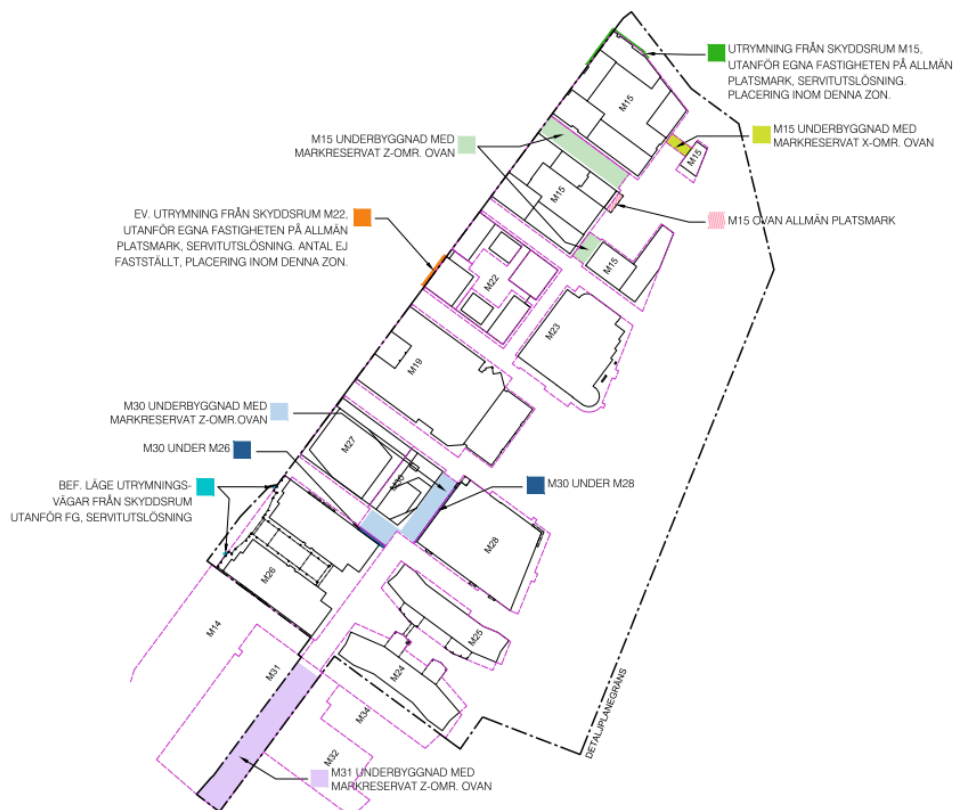 UTRYMNING FRÅN SKYDDSRUM M15,
UTANFÖR EGNA FASTIGHETEN PÅ ALLMÄN
PLATSMARK, SERVITUTSLÖSNING.
PLACERING INOM DENNA ZON.
M15
M15 UNDERBYGGNAD MED
MARKRESERVAT Z-OMR. OVAN
M15 UNDERBYGGNAD MED
MARKRESERVAT X-OMR. OVAN
M15
M15
M15 OVAN ALLMÄN PLATSMARK
EV. UTRYMNING FRÅN SKYDDSRUM M22,
UTANFÖR EGNA FASTIGHETEN PÅ ALLMÄN
PLATSMARK, SERVITUTSLÖSNING. ANTAL EJ
FASTSTÄLLT, PLACERING INOM DENNA ZON.
M15
M22
M23
M19
M30 UNDERBYGGNAD MED
MARKRESERVAT Z-OMR.OVAN
M30 UNDER M26
M27
M30
M30 UNDER M28
BEF. LÄGE UTRYMNINGS-
VÄGAR FRÅN SKYDDSRUM
UTANFÖR FG, SERVITUTSLÖSNING
M28
M26
M14
M25
M31
M24
M34
M32
DETALJPLANEGRÄNS
M31 UNDERBYGGNAD MED
MARKRESERVAT Z-OMR. OVAN